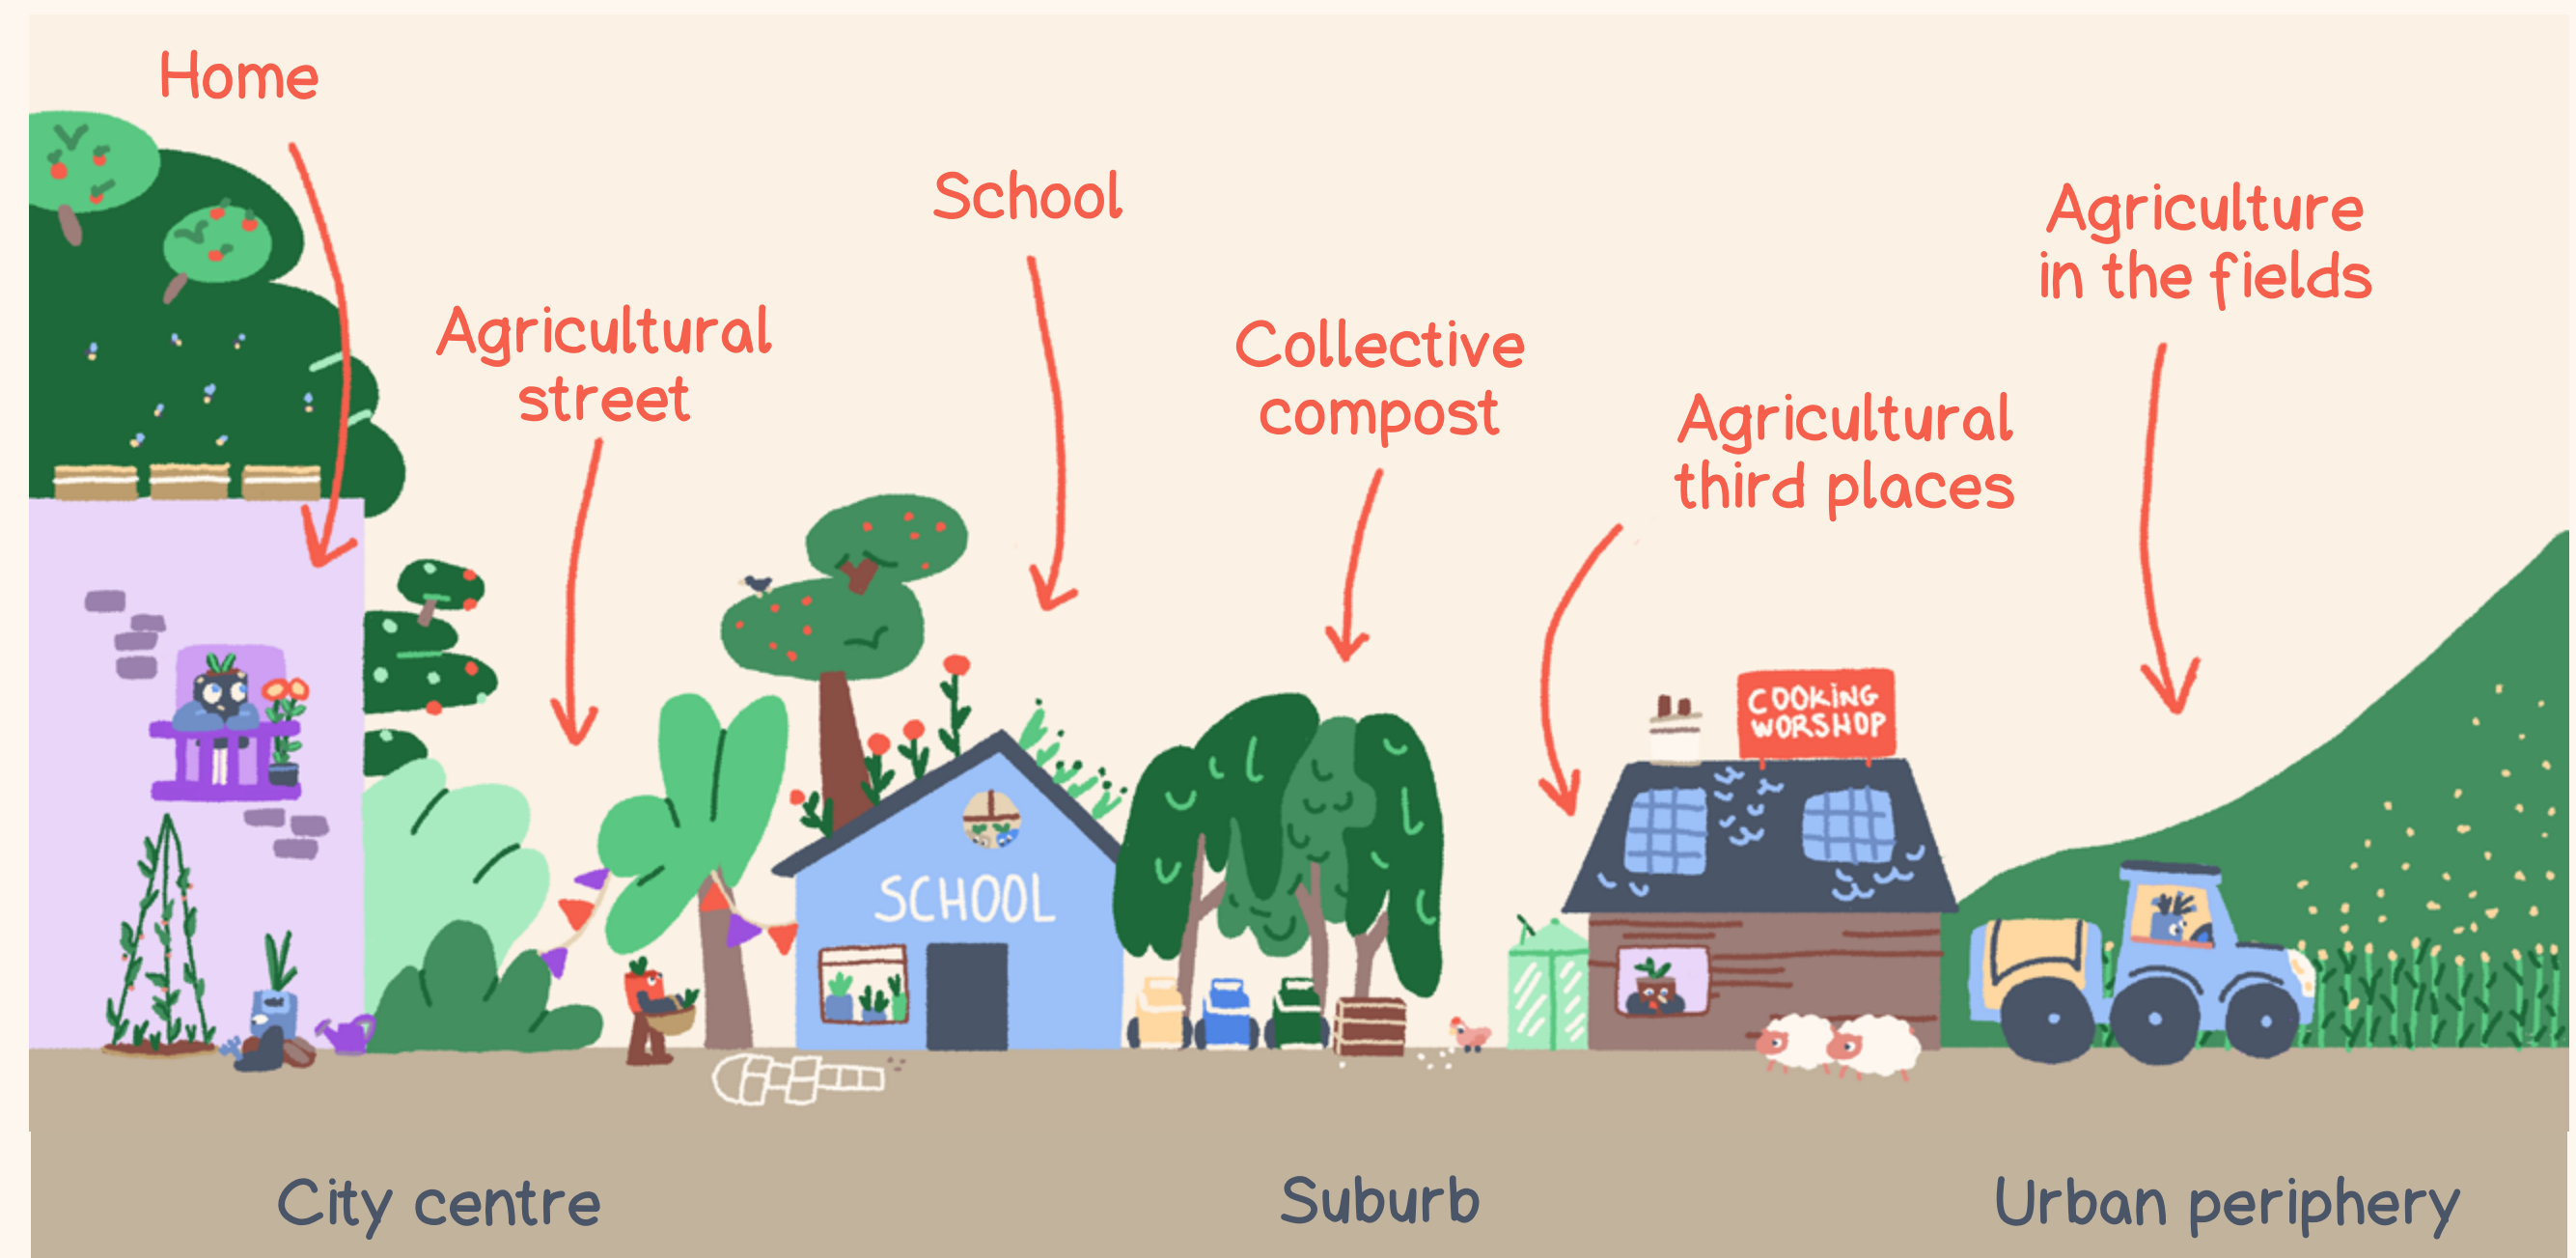 Home
Agricultural
street
School
Collective
compost
Agricultural
third places
Agriculture
in the fields
COOKiNG
WORSHOP
SCHOOL
City centre
Suburb
Urban periphery